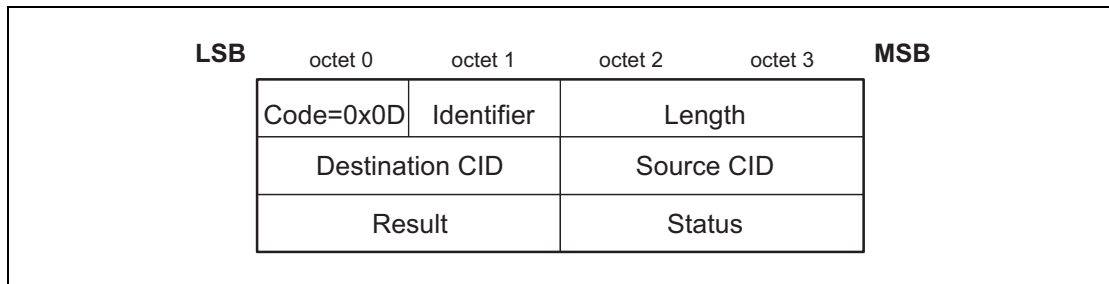 LSB octet 0 octet 1 octet 2 octet 3 MSB
Code=0x0D Identifier Length
Destination CID Source CID
Result Status